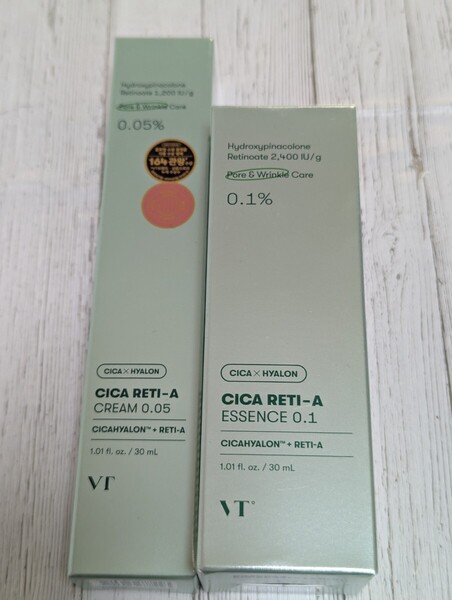 Hydroxypinacolone
Retinoate 1,200 IU/g
Pore & Wrinkle Care
0.05%
CICA × HYALON
CICA RETI-A
CREAM 0.05
CICAHYALON™ + RETI-A
1.01 fl. oz. / 30 mL
VT
Hydroxypinacolone
Retinoate 2,400 IU/g
Pore & Wrinkle Care
0.1%
CICA × HYALON
CICA RETI-A
ESSENCE 0.1
CICAHYALON™ + RETI-A
1.01 fl. oz. / 30 mL
VT